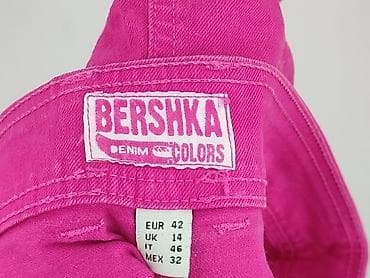 BERSHKA
DENIM COLORS
EUR 42
UK 14
IT 46
MEX 32